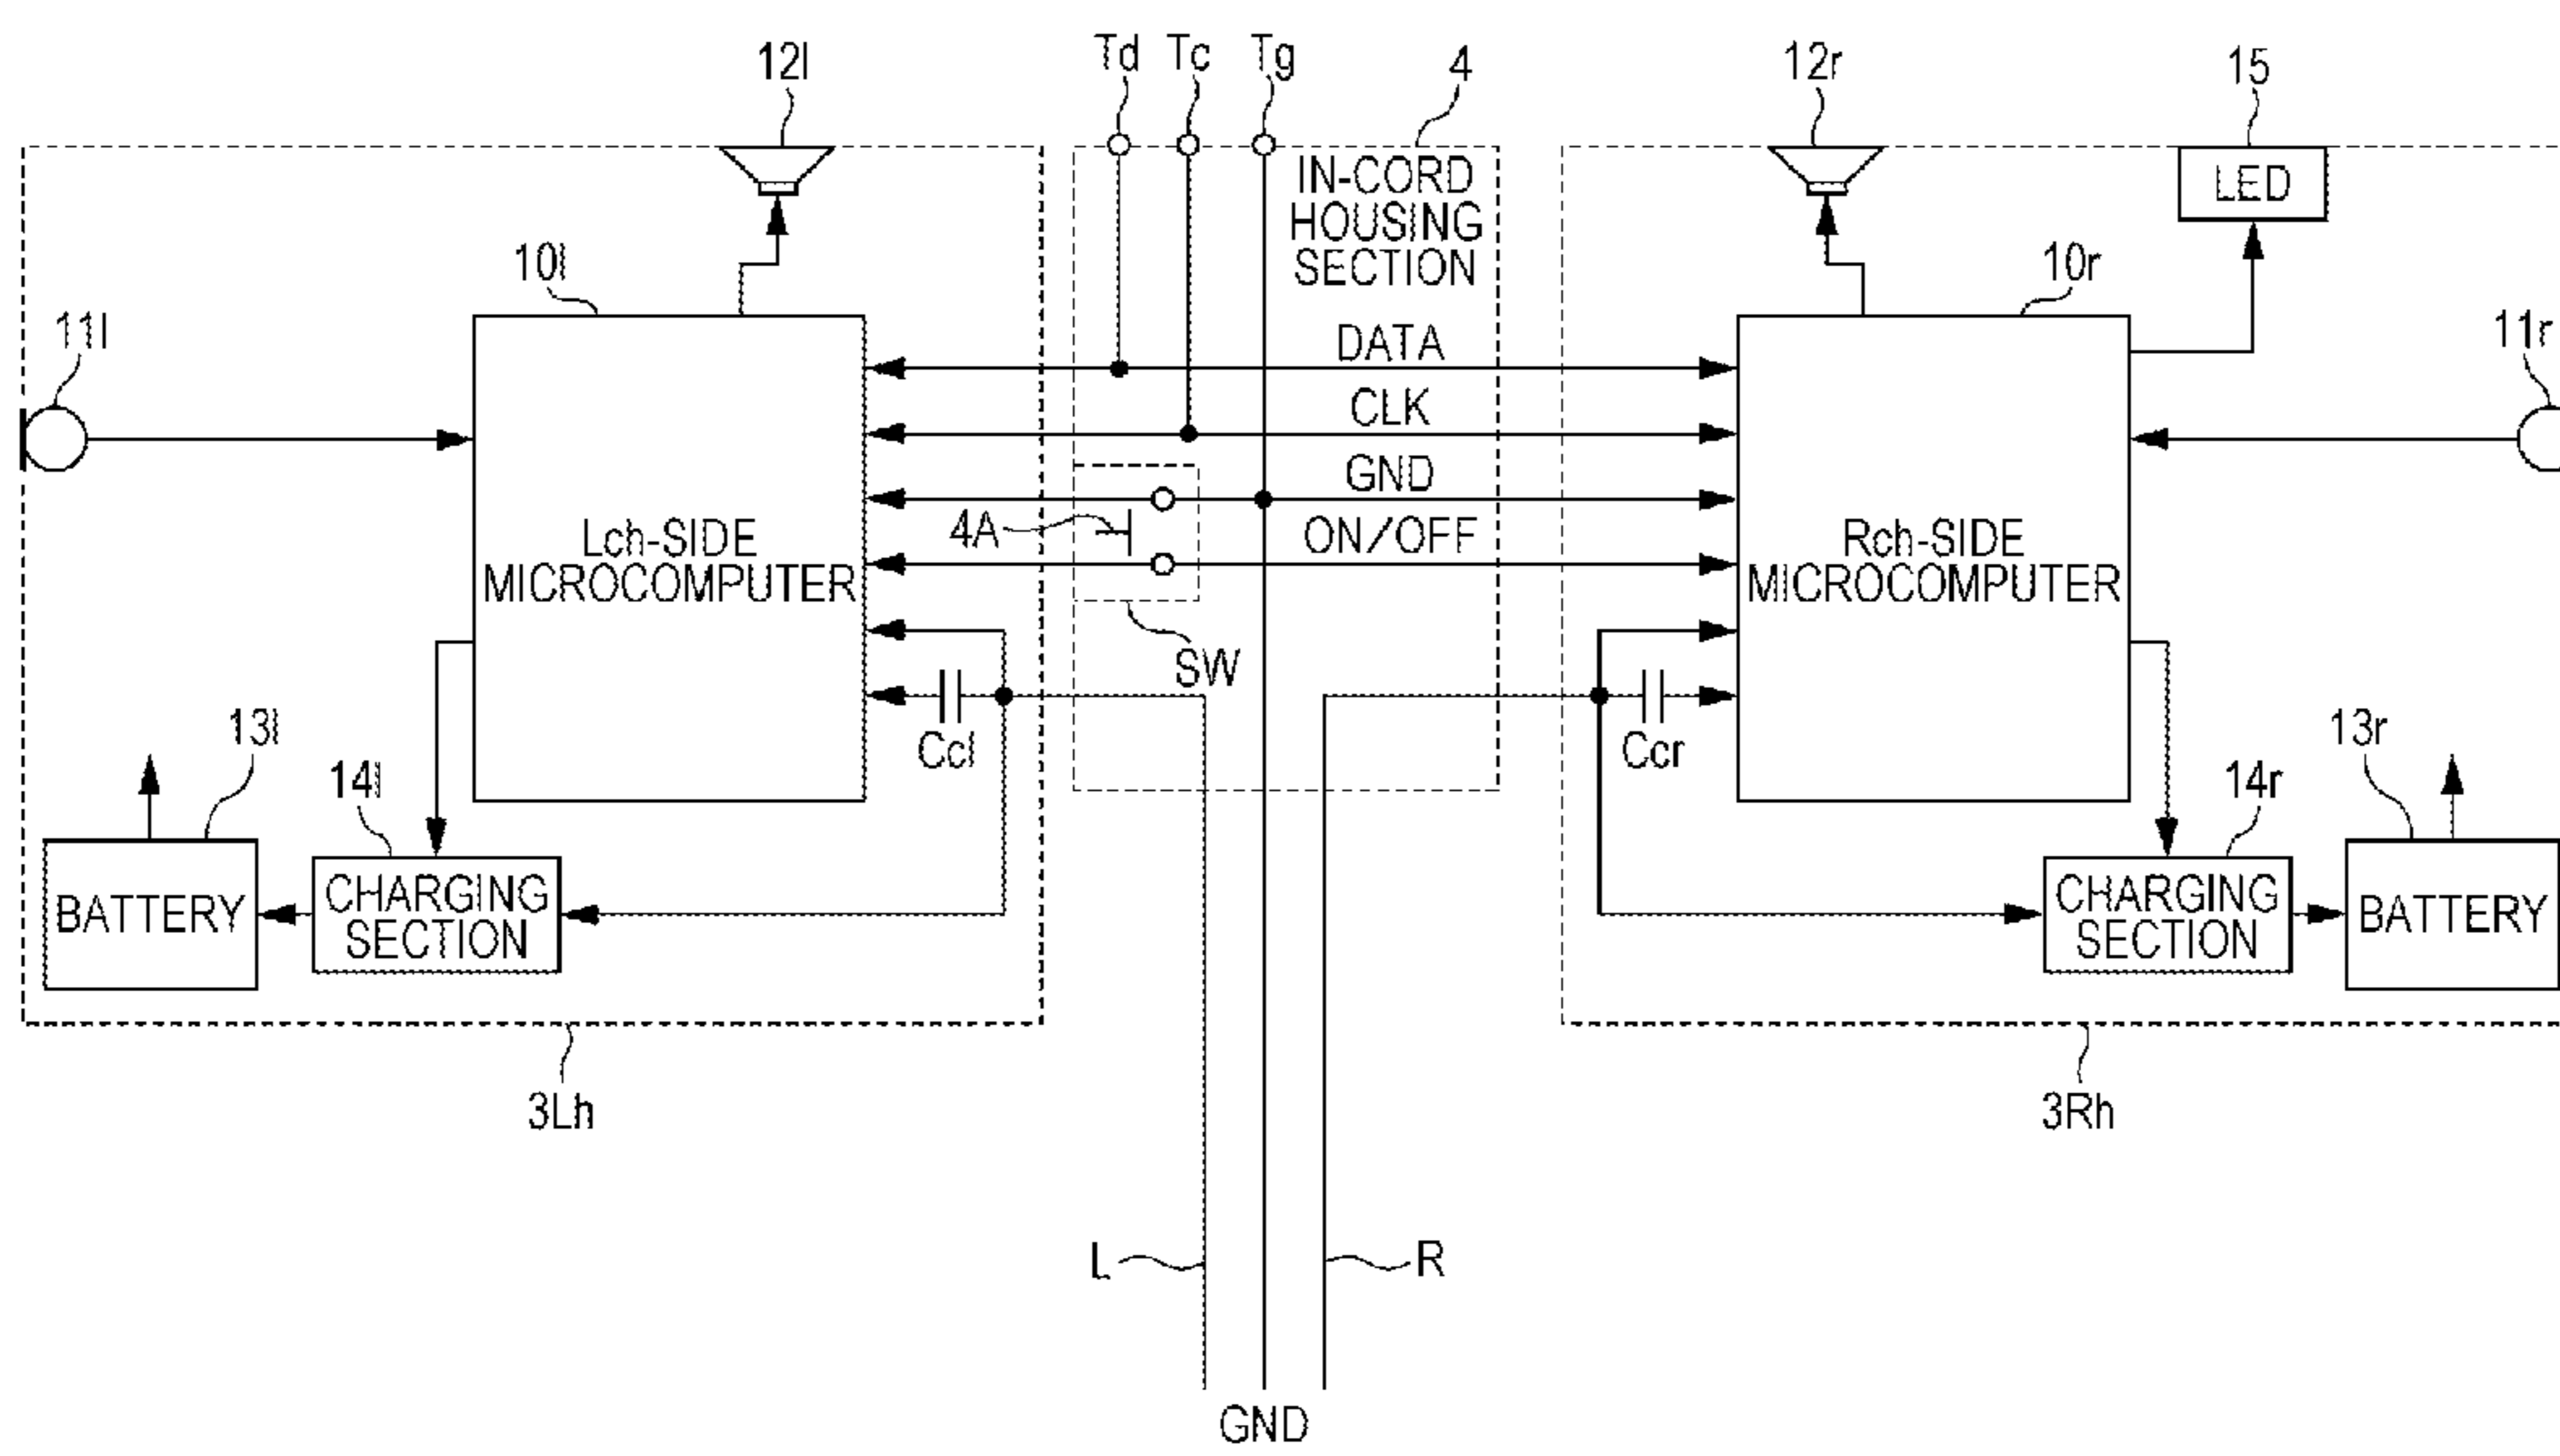 12l
Td
Tc
Tg
4
12r
15
IN-CORD
HOUSING
SECTION
LED
10l
10r
11l
11r
DATA
CLK
GND
4A
ON/OFF
Lch-SIDE
MICROCOMPUTER
Rch-SIDE
MICROCOMPUTER
SW
Ccl
Ccr
13l
14l
13r
14r
BATTERY
CHARGING
SECTION
CHARGING
SECTION
BATTERY
3Lh
3Rh
L
R
GND